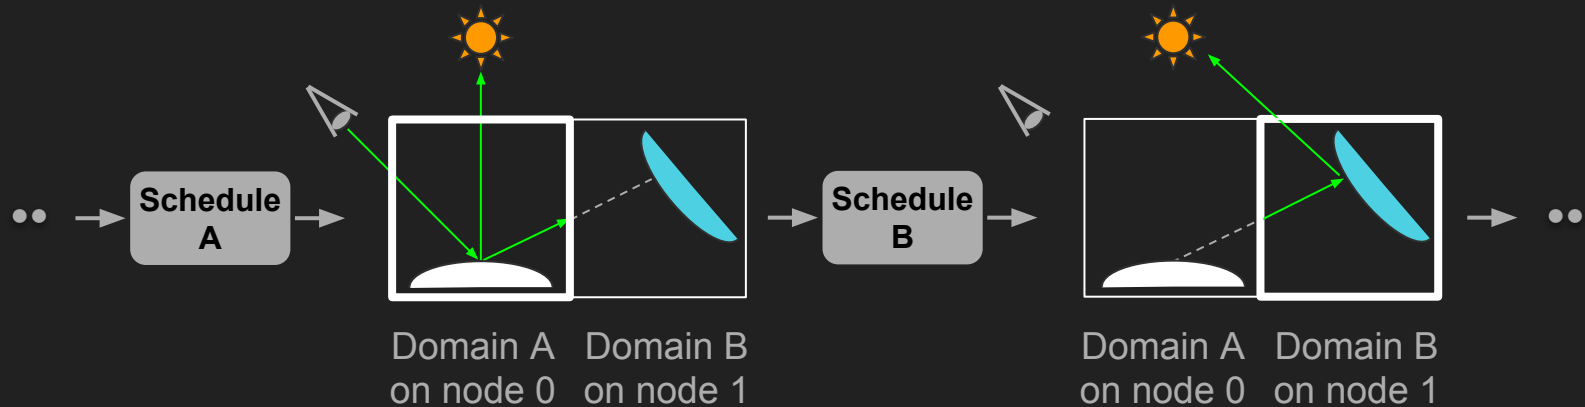 Schedule
A
Schedule
B
Domain A
on node 0
Domain B
on node 1
Domain A
on node 0
Domain B
on node 1